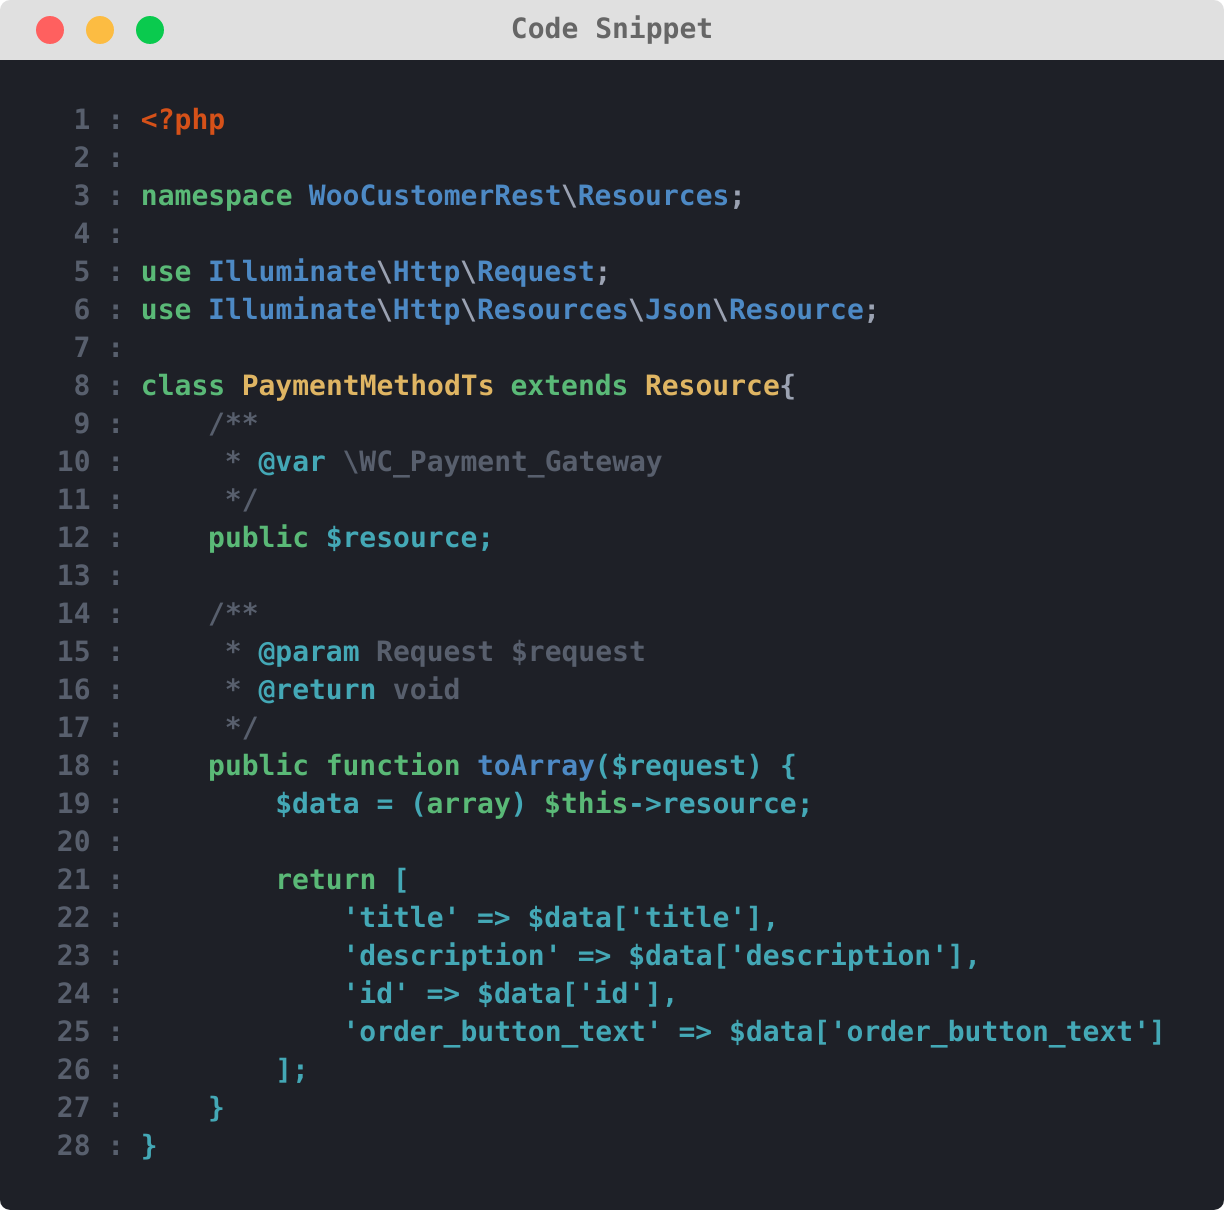 Code Snippet
1 : <?php
2 :
3 : namespace WooCustomerRest\Resources;
4 :
5 : use Illuminate\Http\Request;
6 : use Illuminate\Http\Resources\Json\Resource;
7 :
8 : class PaymentMethodTs extends Resource{
9 :     /**
10 :      * @var \WC_Payment_Gateway
11 :      */
12 :     public $resource;
13 :
14 :     /**
15 :      * @param Request $request
16 :      * @return void
17 :      */
18 :     public function toArray($request) {
19 :         $data = (array) $this->resource;
20 :
21 :         return [
22 :             'title' => $data['title'],
23 :             'description' => $data['description'],
24 :             'id' => $data['id'],
25 :             'order_button_text' => $data['order_button_text']
26 :         ];
27 :     }
28 : }